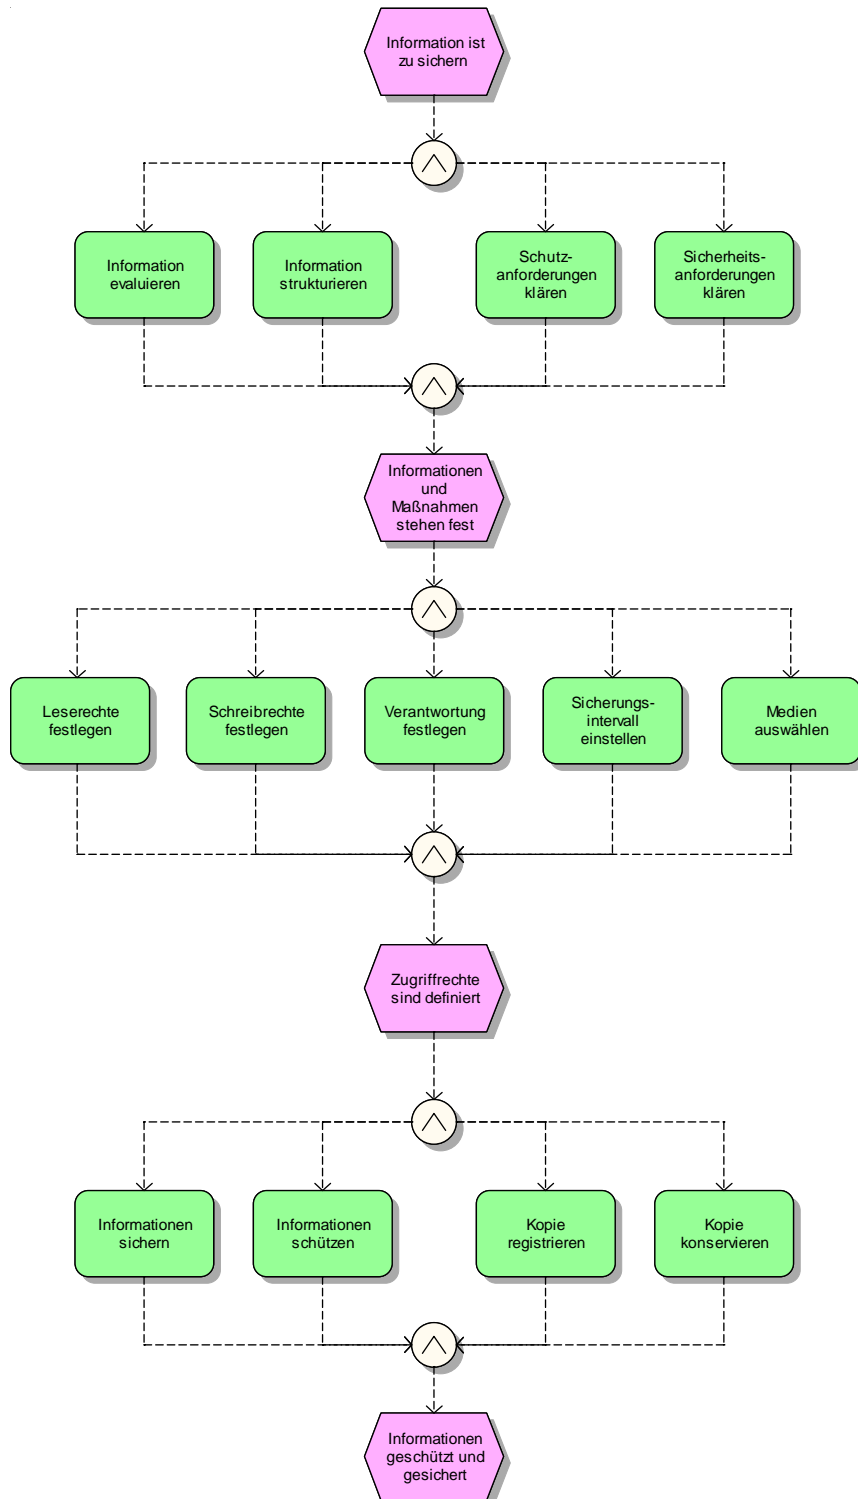 Information ist
zu sichern
Information
evaluieren
Information
strukturieren
Schutz-
anforderungen
klären
Sicherheits-
anforderungen
klären
Informationen
und
Maßnahmen
stehen fest
Leserechte
festlegen
Schreibrechte
festlegen
Verantwortung
festlegen
Sicherungs-
intervall
einstellen
Medien
auswählen
Zugriffrechte
sind definiert
Informationen
sichern
Informationen
schützen
Kopie
registrieren
Kopie
konservieren
Informationen
geschützt und
gesichert